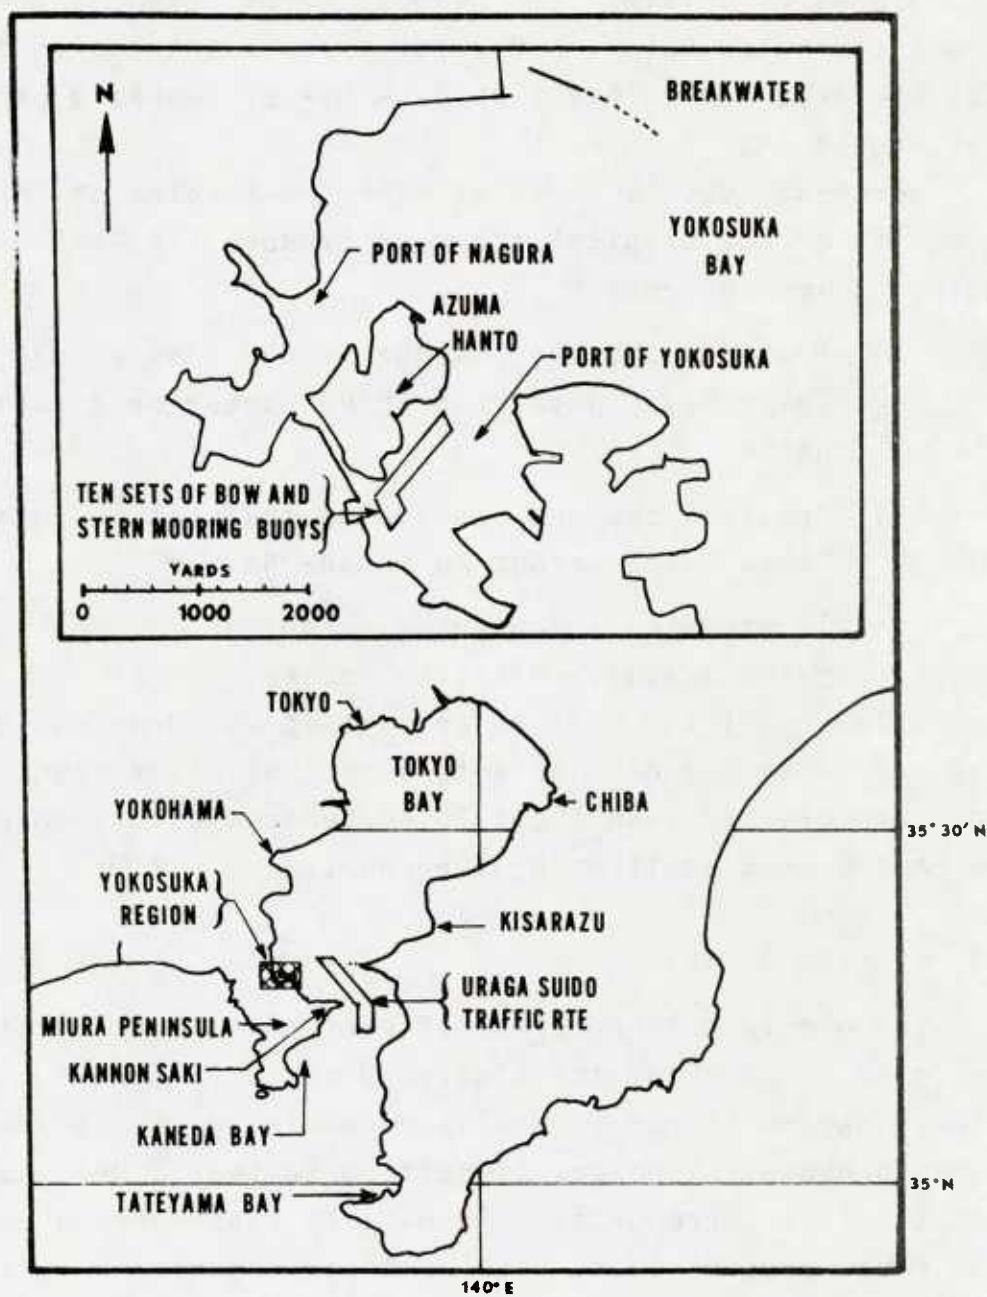 N
BREAKWATER
YOKOSUKA
BAY
PORT OF NAGURA
AZUMA
HANTO
PORT OF YOKOSUKA
TEN SETS OF BOW AND
STERN MOORING BUOYS
YARDS
0 1000 2000
TOKYO
TOKYO
BAY
CHIBA
YOKOHAMA
35° 30' N
YOKOSUKA
REGION
KISARAZU
URAGA SUIDO
TRAFFIC RTE
MIURA PENINSULA
KANNON SAKI
KANEDA BAY
TATEYAMA BAY
35° N
140° E